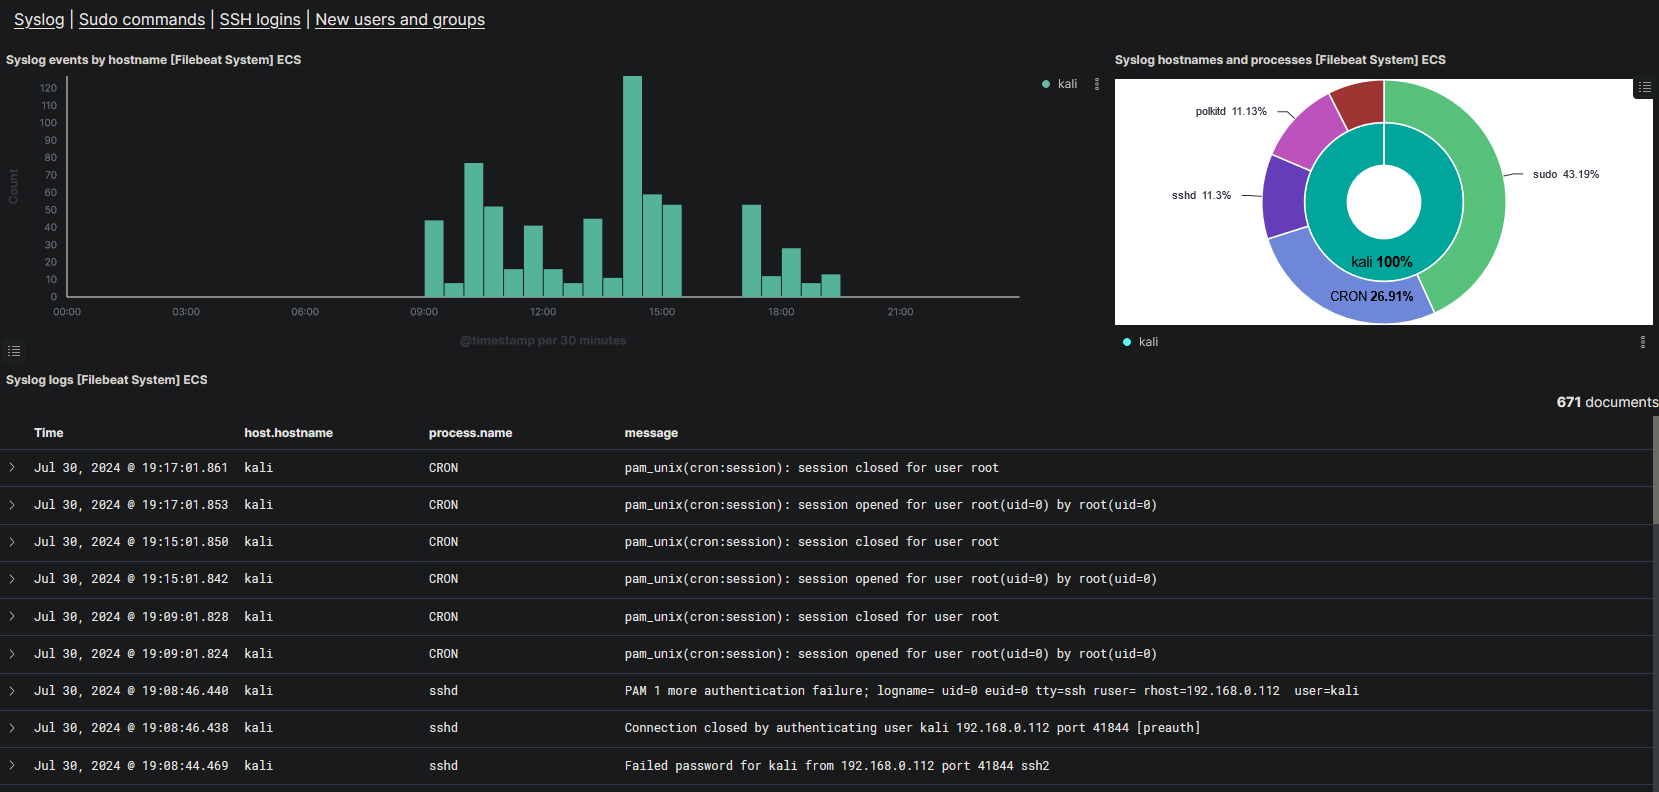 Syslog | Sudo commands | SSH logins | New users and groups
Syslog events by hostname [Filebeat System] ECS
kali
Count
120
110
100
90
80
70
60
50
40
30
20
10
0
00:00 03:00 06:00 09:00 12:00 15:00 18:00 21:00
@timestamp per 30 minutes
Syslog hostnames and processes [Filebeat System] ECS
polkitd 11.13%
sshd 11.3%
sudo 43.19%
kali 100%
CRON 26.91%
kali
Syslog logs [Filebeat System] ECS
671 documents
Time host.hostname process.name message
Jul 30, 2024 @ 19:17:01.861 kali CRON pam_unix(cron:session): session closed for user root
Jul 30, 2024 @ 19:17:01.853 kali CRON pam_unix(cron:session): session opened for user root(uid=0) by root(uid=0)
Jul 30, 2024 @ 19:15:01.850 kali CRON pam_unix(cron:session): session closed for user root
Jul 30, 2024 @ 19:15:01.842 kali CRON pam_unix(cron:session): session opened for user root(uid=0) by root(uid=0)
Jul 30, 2024 @ 19:09:01.828 kali CRON pam_unix(cron:session): session closed for user root
Jul 30, 2024 @ 19:09:01.824 kali CRON pam_unix(cron:session): session opened for user root(uid=0) by root(uid=0)
Jul 30, 2024 @ 19:08:46.440 kali sshd PAM 1 more authentication failure; logname= uid=0 euid=0 tty=ssh ruser= rhost=192.168.0.112  user=kali
Jul 30, 2024 @ 19:08:46.438 kali sshd Connection closed by authenticating user kali 192.168.0.112 port 41844 [preauth]
Jul 30, 2024 @ 19:08:44.469 kali sshd Failed password for kali from 192.168.0.112 port 41844 ssh2